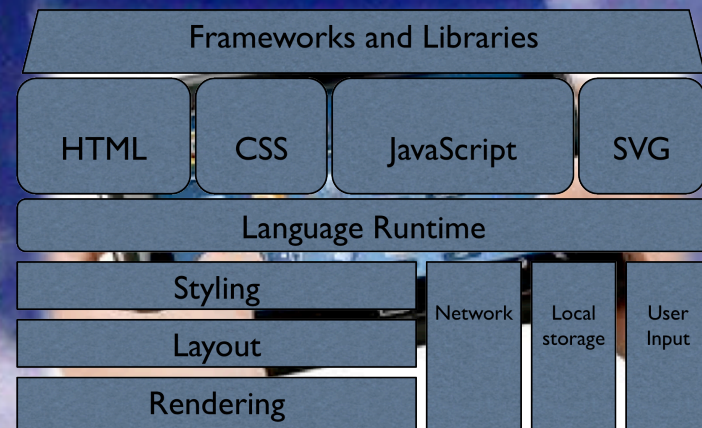 Frameworks and Libraries
HTML
CSS
JavaScript
SVG
Language Runtime
Styling
Layout
Rendering
Network
Local
storage
User
Input